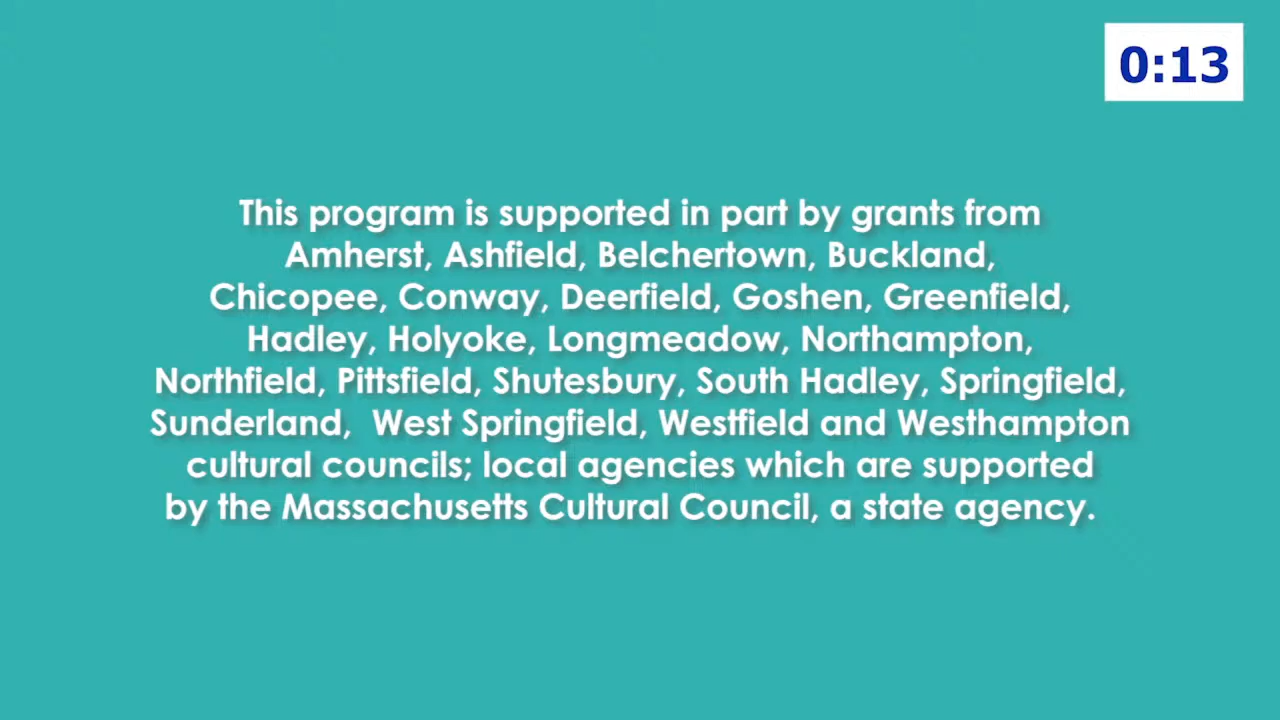 0:13
This program is supported in part by grants from
Amherst, Ashfield, Belchertown, Buckland,
Chicopee, Conway, Deerfield, Goshen, Greenfield,
Hadley, Holyoke, Longmeadow, Northampton,
Northfield, Pittsfield, Shutesbury, South Hadley, Springfield,
Sunderland,  West Springfield, Westfield and Westhampton
cultural councils; local agencies which are supported
by the Massachusetts Cultural Council, a state agency.